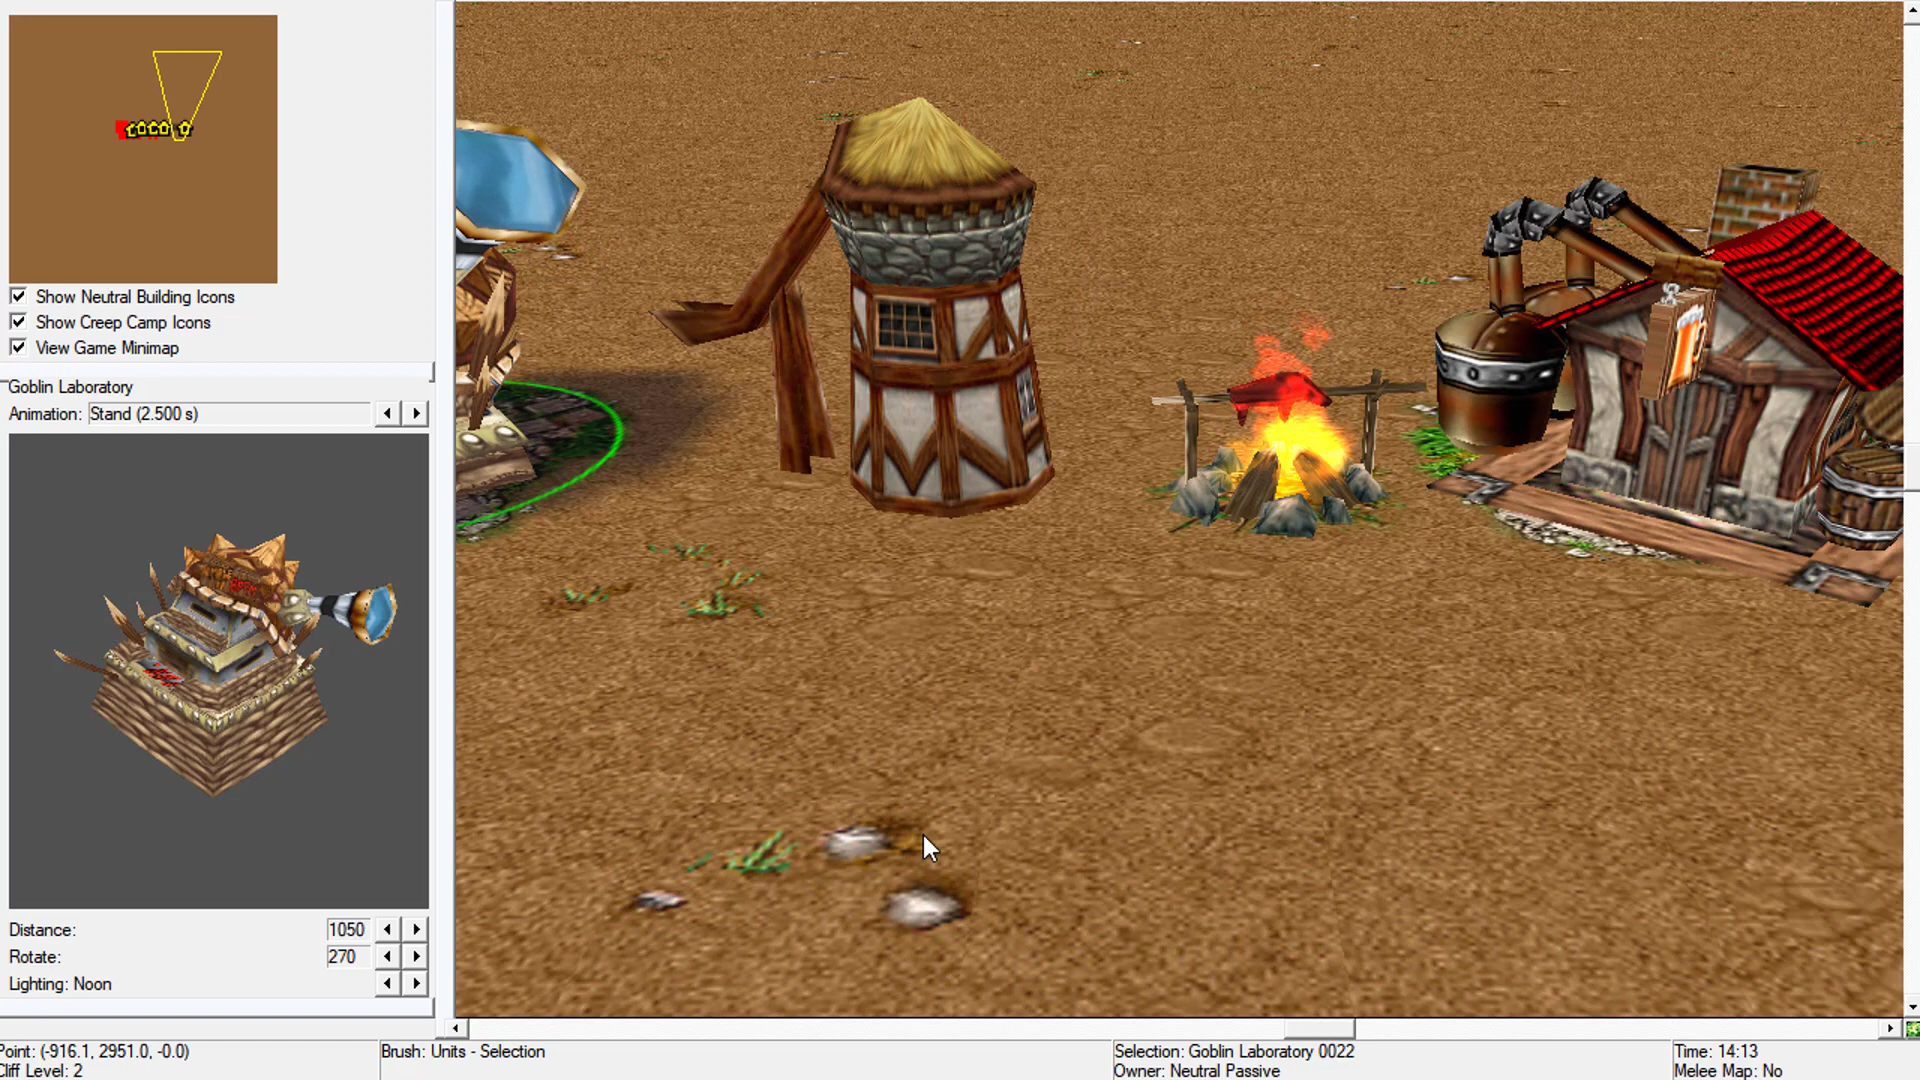 Show Neutral Building Icons
Show Creep Camp Icons
View Game Minimap
Goblin Laboratory
Animation: Stand (2.500 s)
Distance: 1050
Rotate: 270
Lighting: Noon
Point: (-916.1, 2951.0, -0.0) Brush: Units - Selection Selection: Goblin Laboratory 0022 Time: 14:13
Cliff Level: 2 Owner: Neutral Passive Melee Map: No